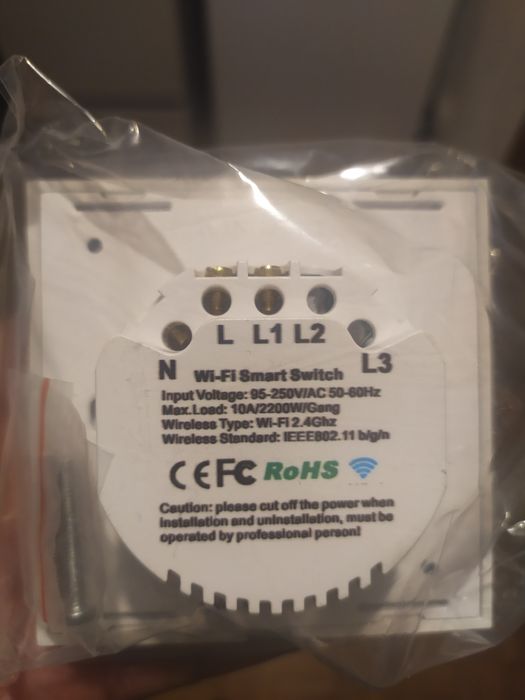 L L1 L2
N L3
Wi-Fi Smart Switch
Input Voltage: 95-250V/AC 50-60Hz
Max.Load: 10A/2200W/Gang
Wireless Type: Wi-Fi 2.4Ghz
Wireless Standard: IEEE802.11 b/g/n
CE FC RoHS
Caution: please cut off the power when
installation and uninstallation, must be
operated by professional person!